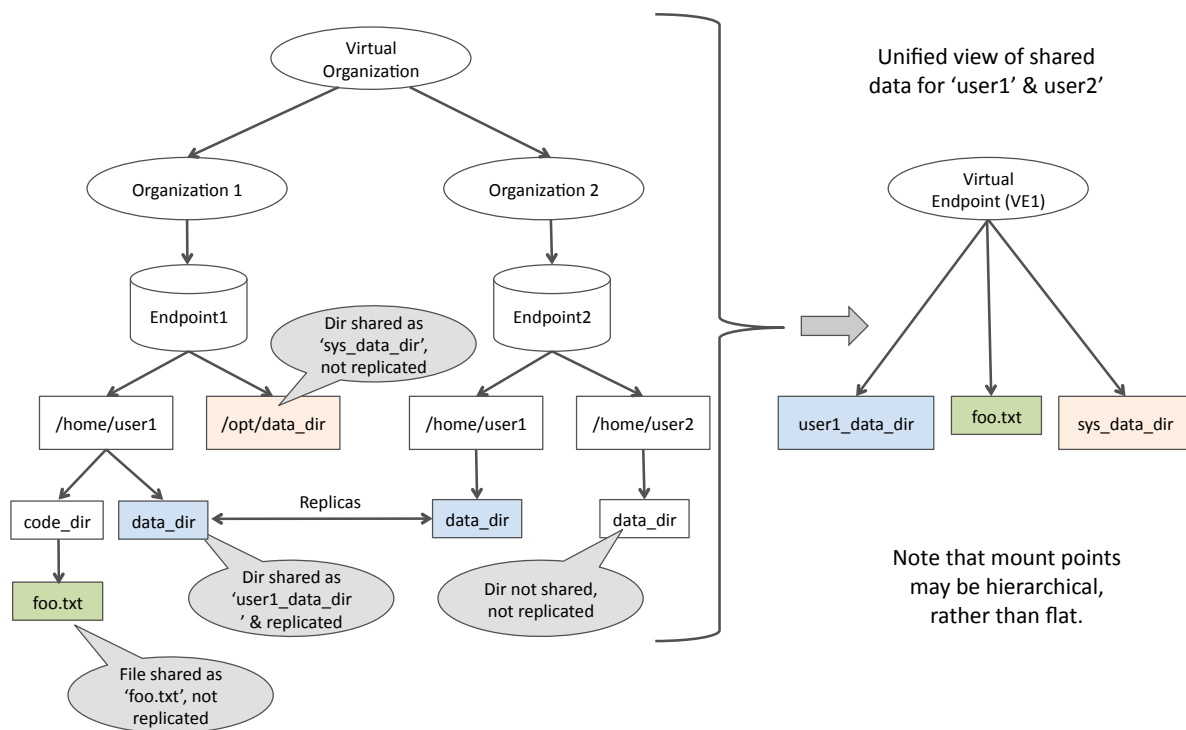 Virtual
Organization
Organization 1
Organization 2
Endpoint1
Endpoint2
Dir shared as
‘sys_data_dir’,
not replicated
/home/user1
/opt/data_dir
/home/user1
/home/user2
code_dir
data_dir
Replicas
data_dir
data_dir
foo.txt
Dir shared as
‘user1_data_dir
’ & replicated
Dir not shared,
not replicated
File shared as
‘foo.txt’, not
replicated
Unified view of shared
data for ‘user1’ & user2’
Virtual
Endpoint (VE1)
user1_data_dir
foo.txt
sys_data_dir
Note that mount points
may be hierarchical,
rather than flat.